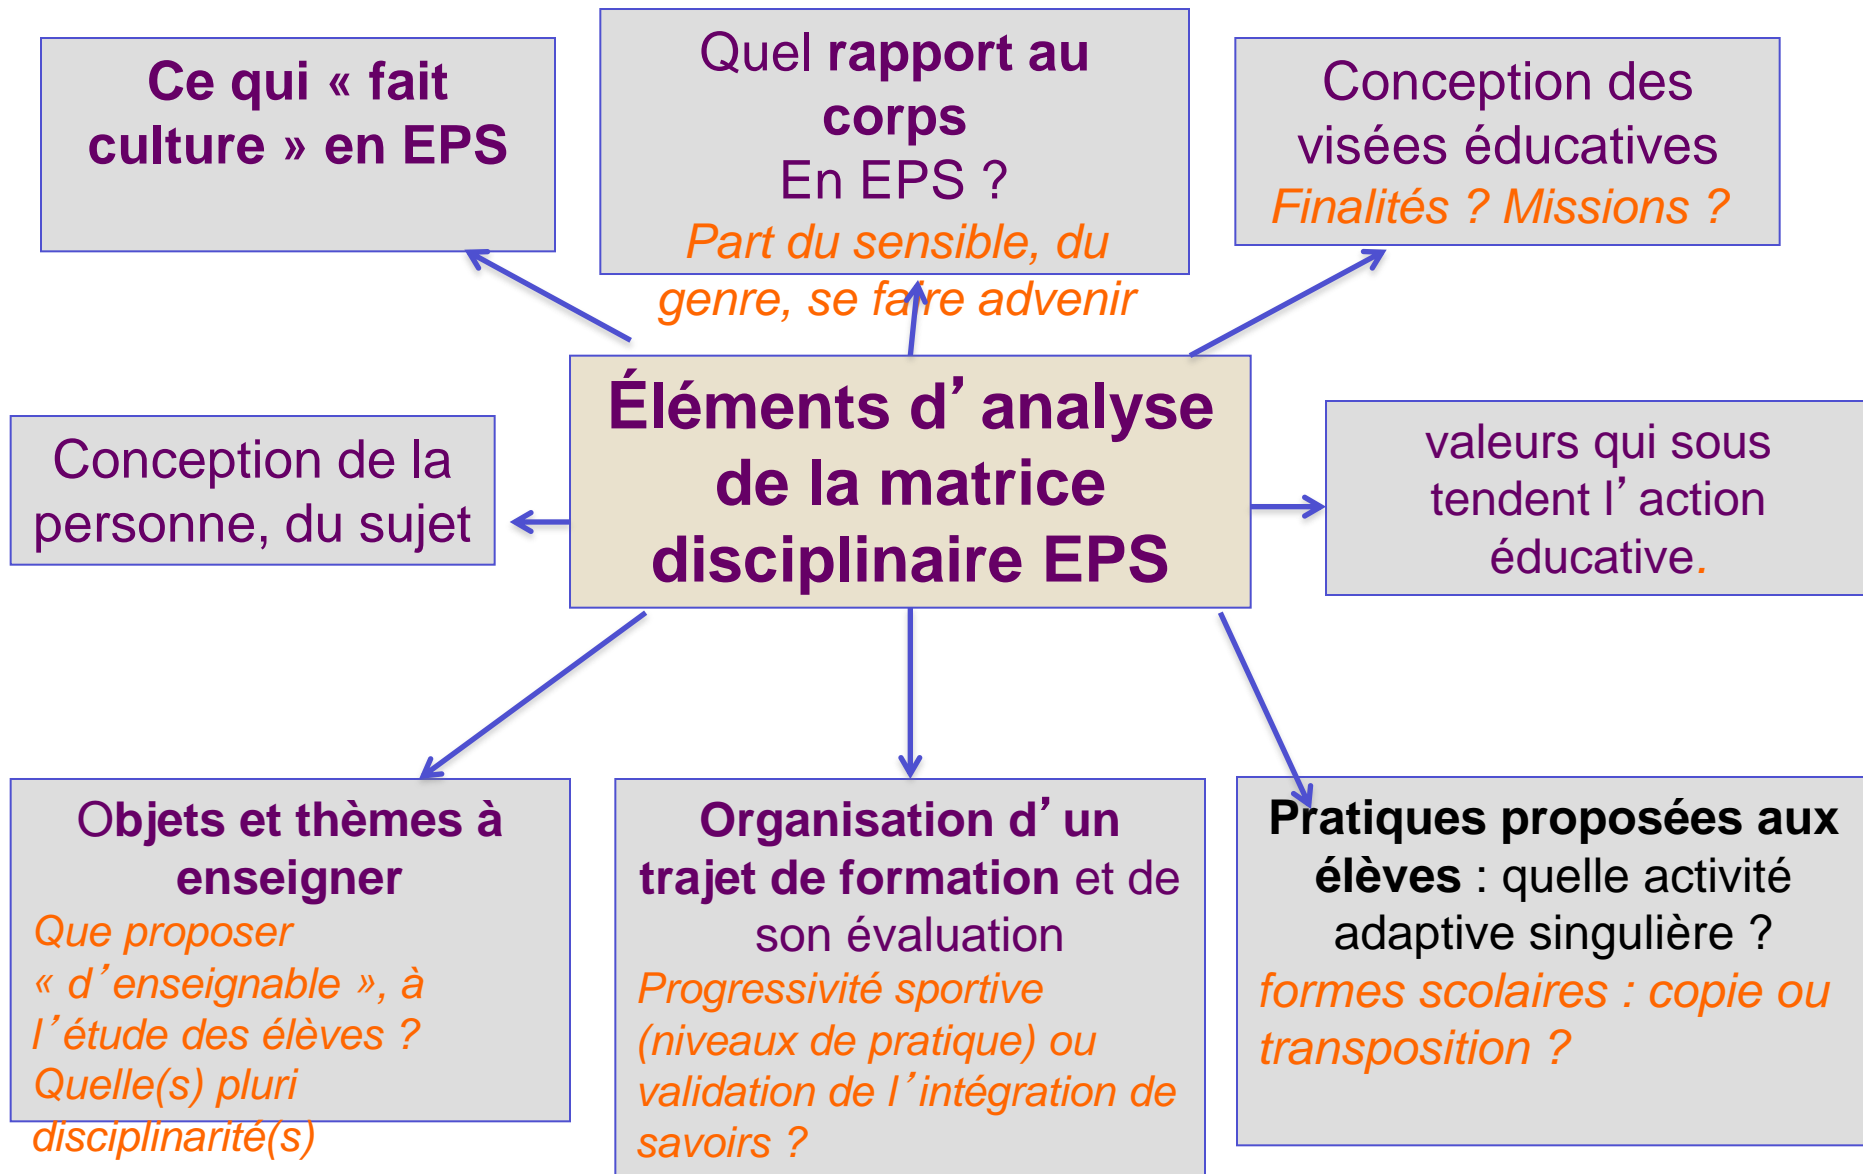 Ce qui « fait
culture » en EPS
Quel rapport au
corps
En EPS ?
Part du sensible, du
genre, se faire advenir
Conception des
visées éducatives
Finalités ? Missions ?
Conception de la
personne, du sujet
Éléments d’ analyse
de la matrice
disciplinaire EPS
valeurs qui sous
tendent l’ action
éducative.
Objets et thèmes à
enseigner
Que proposer
« d’enseignable », à
l’étude des élèves ?
Quelle(s) pluri
disciplinarité(s)
Organisation d’ un
trajet de formation et de
son évaluation
Progressivité sportive
(niveaux de pratique) ou
validation de l’intégration de
savoirs ?
Pratiques proposées aux
élèves : quelle activité
adaptive singulière ?
formes scolaires : copie ou
transposition ?